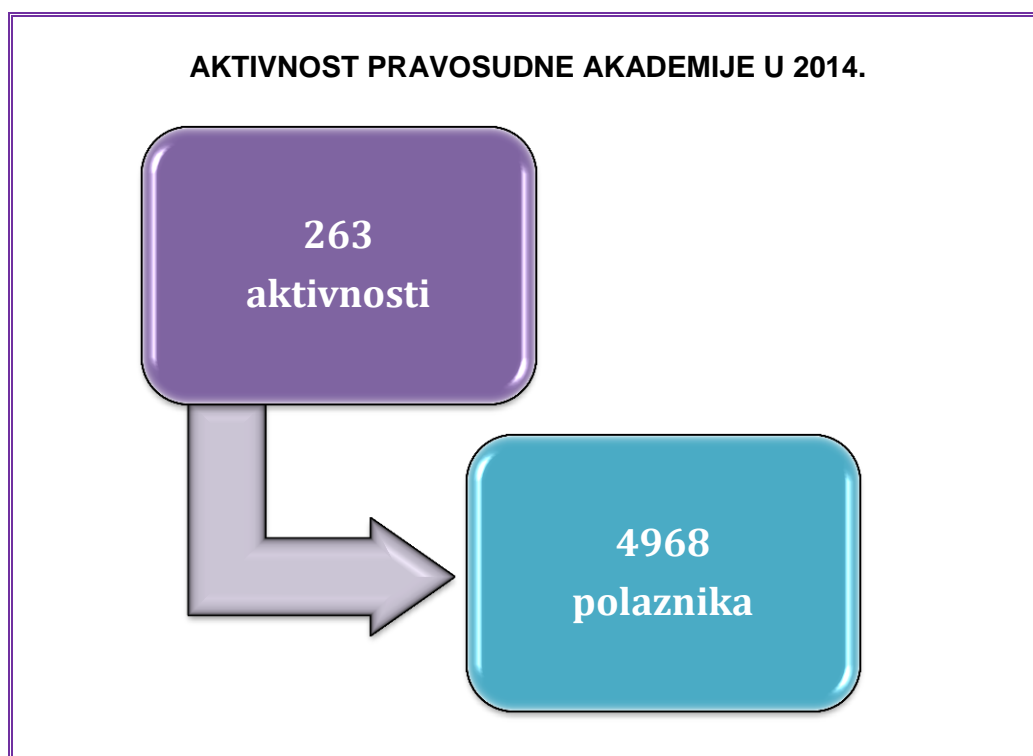 AKTIVNOST PRAVOSUDNE AKADEMIJE U 2014.
263
aktivnosti
4968
polaznika